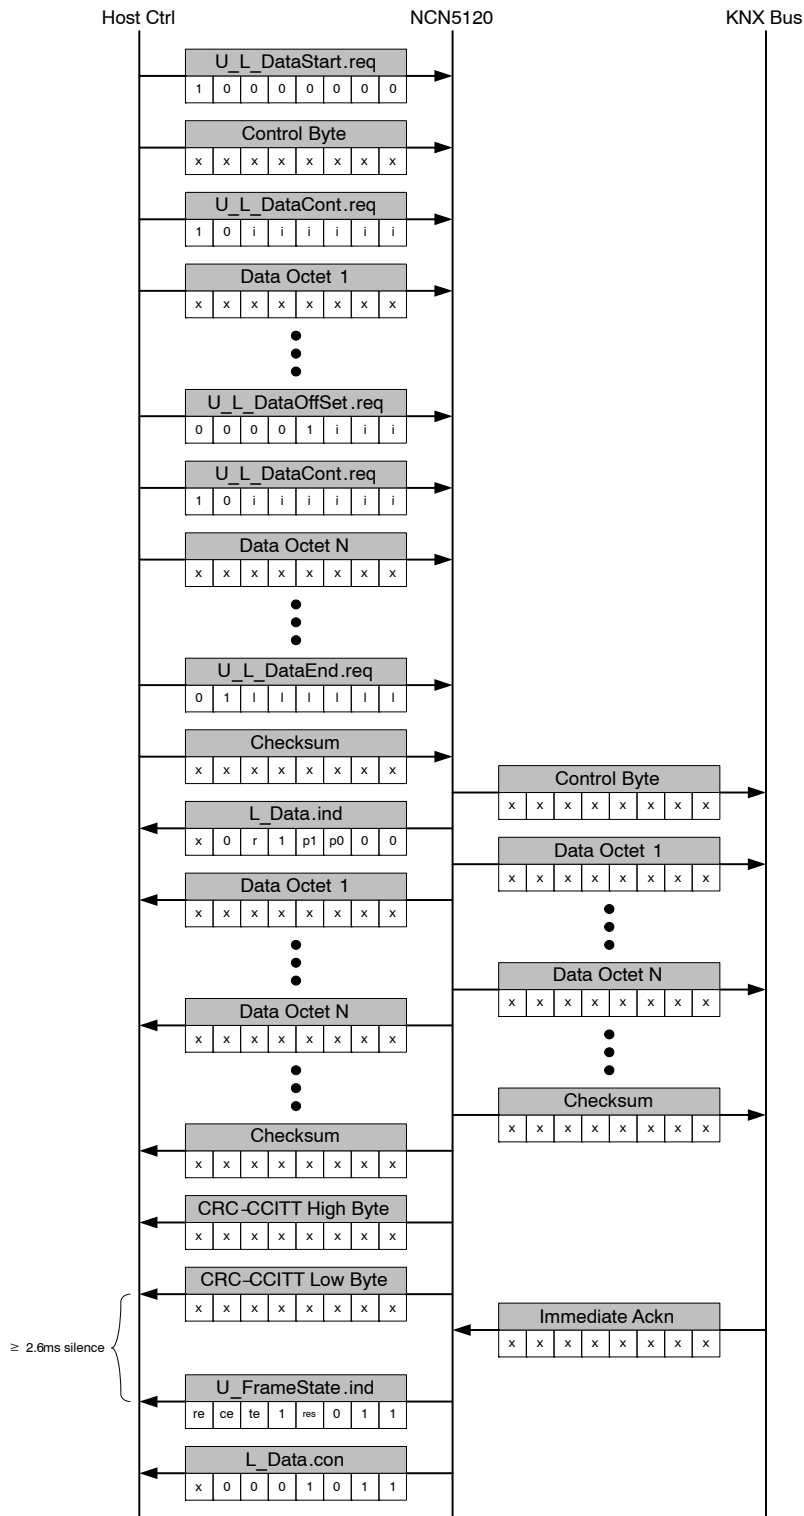 Host Ctrl NCN5120 KNX Bus
U_L_DataStart.req
1 0 0 0 0 0 0 0
Control Byte
x x x x x x x x
U_L_DataCont.req
1 0 i i i i i i
Data Octet 1
x x x x x x x x
U_L_DataOffSet.req
0 0 0 0 1 i i i
U_L_DataCont.req
1 0 i i i i i i
Data Octet N
x x x x x x x x
U_L_DataEnd.req
0 1 l l l l l l
Checksum
x x x x x x x x
Control Byte
x x x x x x x x
L_Data.ind
x 0 r 1 p1 p0 0 0
Data Octet 1
x x x x x x x x
Data Octet 1
x x x x x x x x
Data Octet N
x x x x x x x x
Data Octet N
x x x x x x x x
Checksum
x x x x x x x x
Checksum
x x x x x x x x
CRC-CCITT High Byte
x x x x x x x x
CRC-CCITT Low Byte
x x x x x x x x
Immediate Ackn
x x x x x x x x
≥ 2.6ms silence
U_FrameState.ind
re ce te 1 res 0 1 1
L_Data.con
x 0 0 0 1 0 1 1